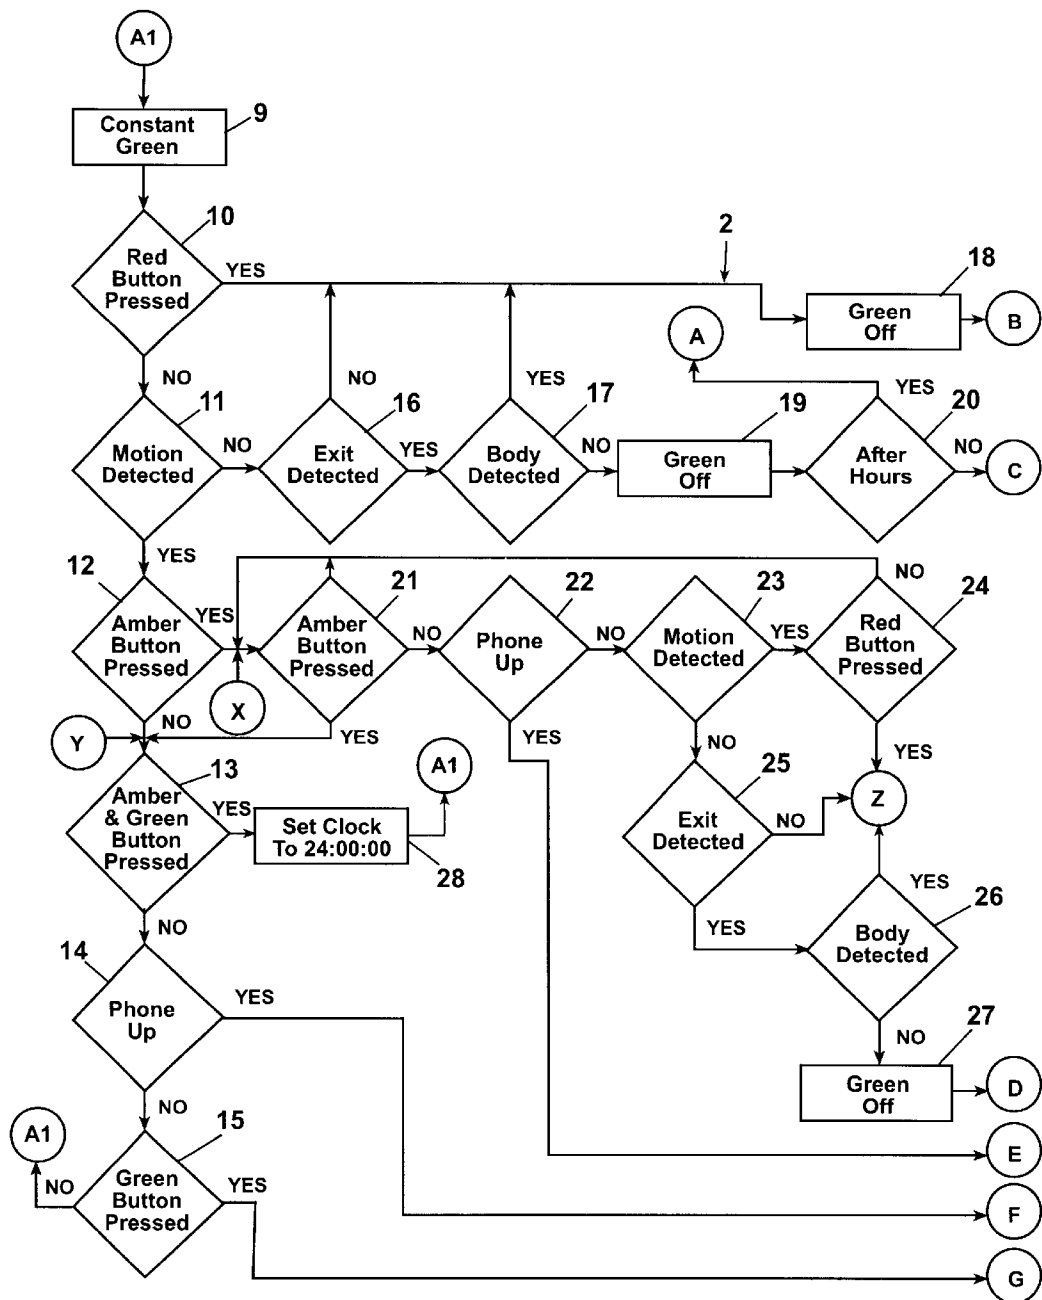 A1
Constant
Green
9
10
Red
Button
Pressed
YES
2
18
Green
Off
B
A
NO
NO
YES
YES
11
16
17
19
20
Motion
Detected
NO
Exit
Detected
YES
Body
Detected
NO
Green
Off
After
Hours
NO
C
YES
12
Amber
Button
Pressed
YES
21
Amber
Button
Pressed
NO
22
Phone
Up
NO
23
Motion
Detected
YES
NO
24
Red
Button
Pressed
X
Y
NO
YES
YES
NO
YES
13
Amber
& Green
Button
Pressed
YES
Set Clock
To 24:00:00
28
A1
25
Exit
Detected
NO
Z
YES
YES
26
Body
Detected
NO
14
Phone
Up
YES
NO
27
Green
Off
D
A1
NO
15
Green
Button
Pressed
YES
E
F
G